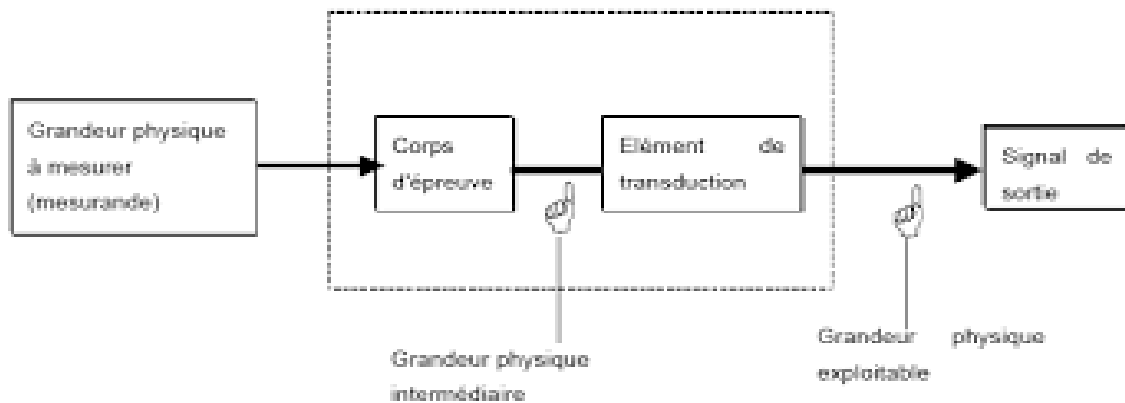 Grandeur physique
à mesurer
(mesurande)
Corps
d'épreuve
Elément de
transduction
Signal de
sortie
Grandeur physique
intermédiaire
Grandeur physique
exploitable